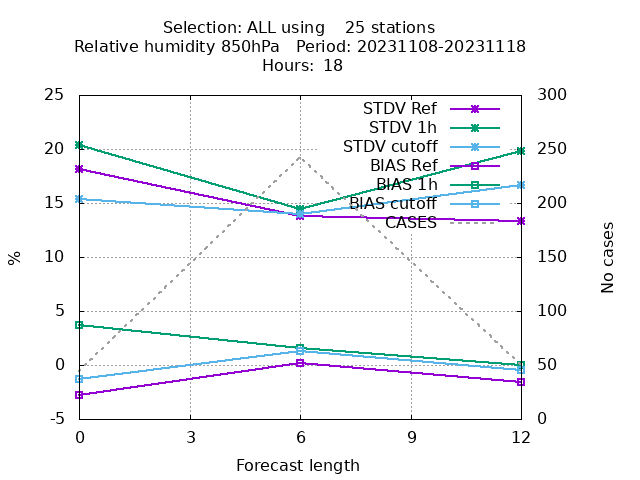 Selection: ALL using    25 stations
Relative humidity 850hPa   Period: 20231108-20231118
Hours: 18
25
20
15
10
5
0
-5
%
STDV Ref
STDV 1h
STDV cutoff
BIAS Ref
BIAS 1h
BIAS cutoff
CASES
300
250
200
150
100
50
0
No cases
0 3 6 9 12
Forecast length